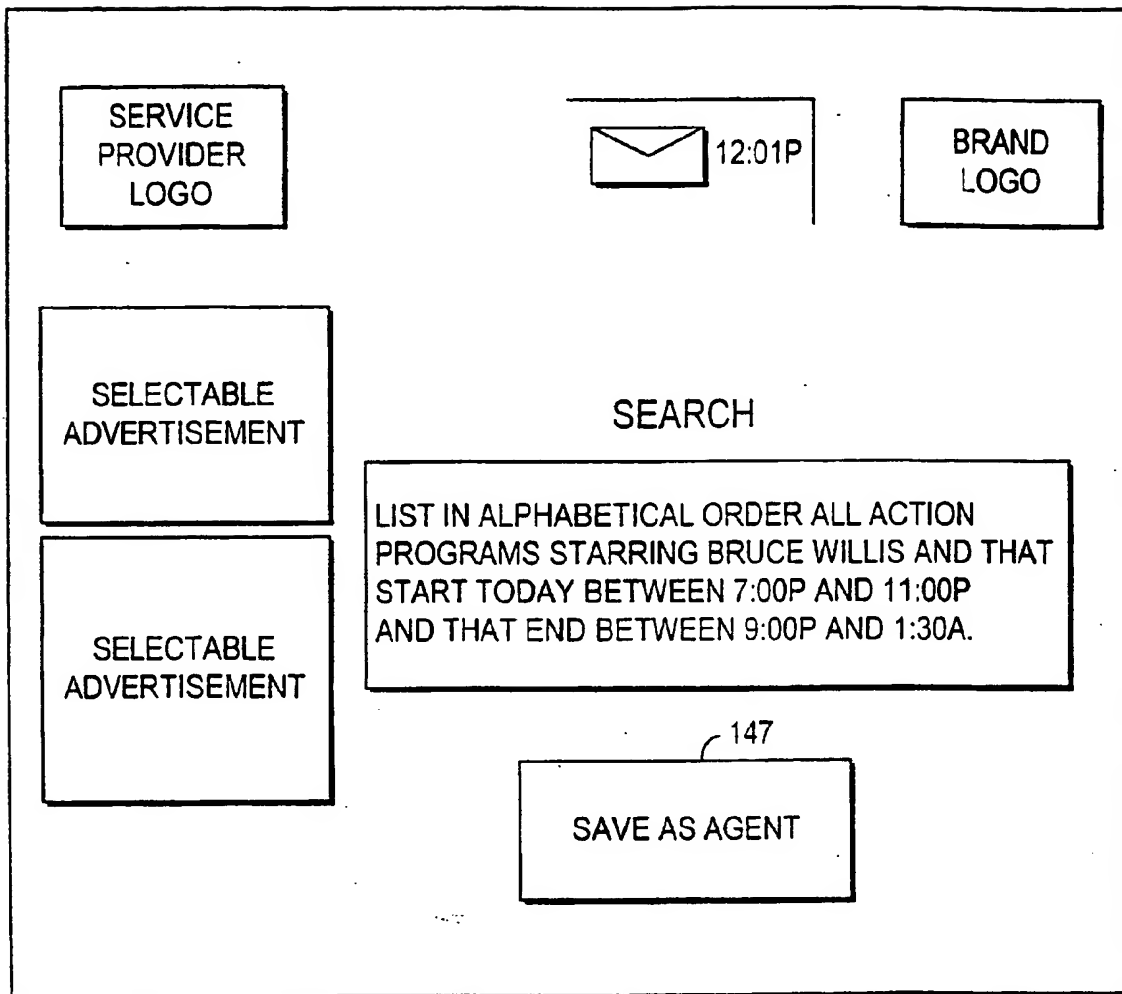 SERVICE
PROVIDER
LOGO
12:01P
BRAND
LOGO
SELECTABLE
ADVERTISEMENT
SEARCH
LIST IN ALPHABETICAL ORDER ALL ACTION
PROGRAMS STARRING BRUCE WILLIS AND THAT
START TODAY BETWEEN 7:00P AND 11:00P
AND THAT END BETWEEN 9:00P AND 1:30A.
SELECTABLE
ADVERTISEMENT
147
SAVE AS AGENT